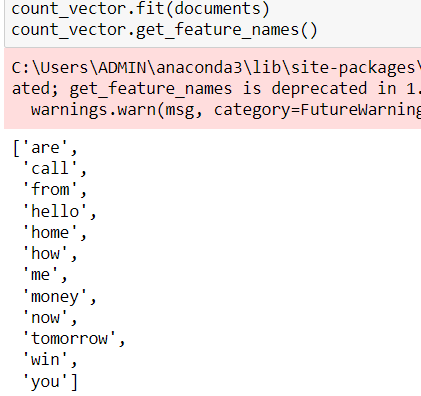 count_vector.fit(documents)
count_vector.get_feature_names()
C:\Users\ADMIN\anaconda3\lib\site-packages\
ated; get_feature_names is deprecated in 1.
warnings.warn(msg, category=FutureWarning
['are',
'call',
'from',
'hello',
'home',
'how',
'me',
'money',
'now',
'tomorrow',
'win',
'you']